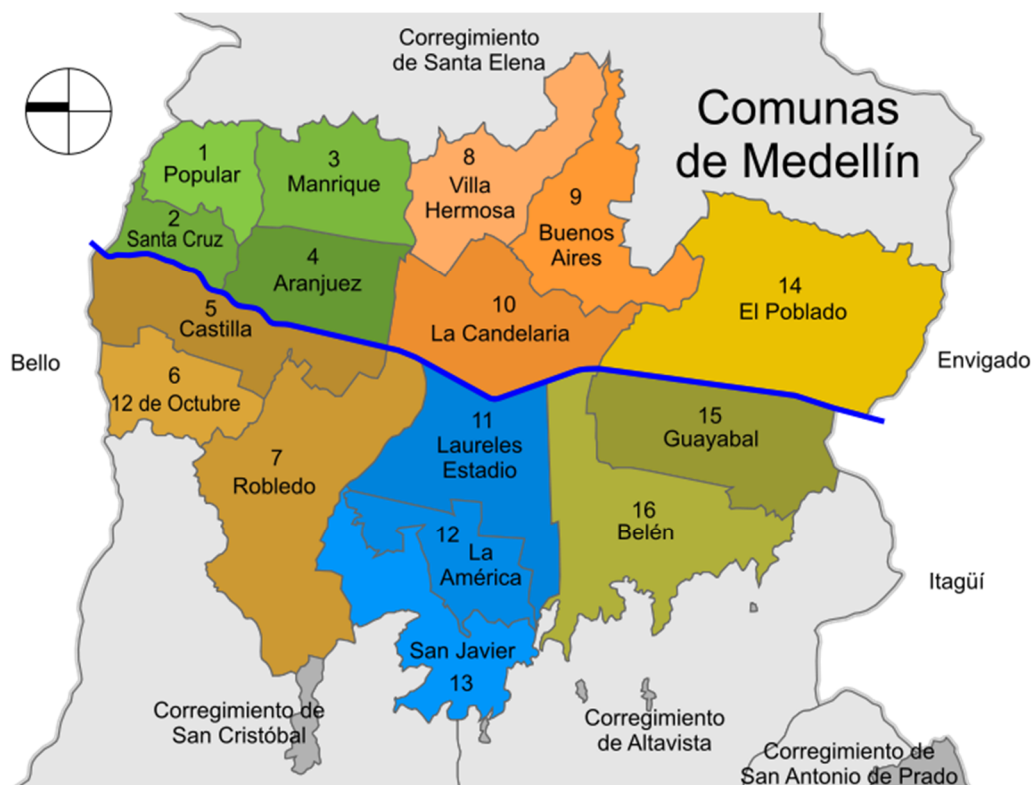 Corregimiento
de Santa Elena
Comunas
de Medellín
1
Popular
3
Manrique
8
Villa
Hermosa
9
Buenos
Aires
2
Santa Cruz
4
Aranjuez
14
El Poblado
10
La Candelaria
5
Castilla
Bello
Envigado
6
12 de Octubre
11
Laureles
Estadio
15
Guayabal
7
Robledo
16
Belén
12 La
América
Itagüí
San Javier
13
Corregimiento de
San Cristóbal
Corregimiento
de Altavista
Corregimiento de
San Antonio de Prado